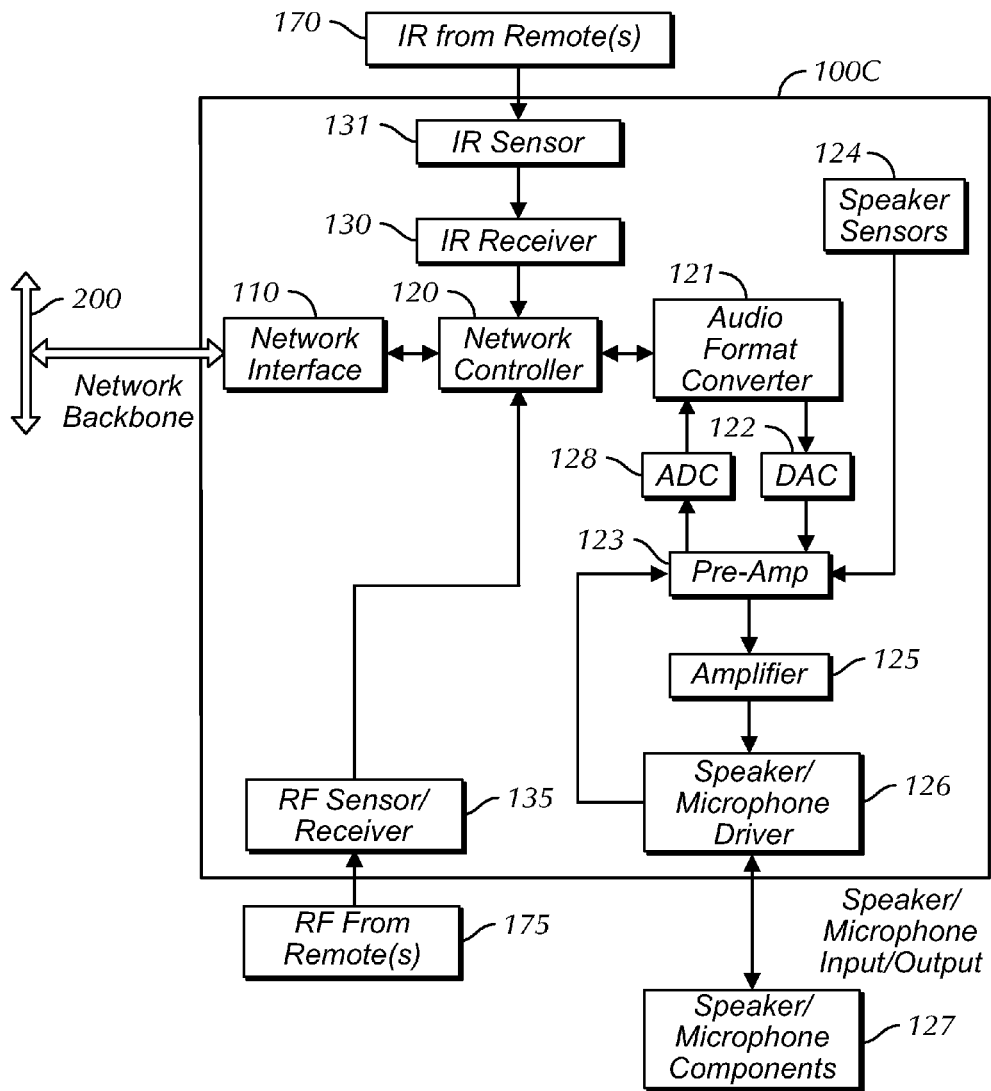 170
IR from Remote(s)
100C
131
IR Sensor
124
Speaker
Sensors
130
IR Receiver
200
110
120
121
Network
Interface
Network
Controller
Audio
Format
Converter
Network
Backbone
128
ADC
122
DAC
123
Pre-Amp
Amplifier
125
RF Sensor/
Receiver
135
Speaker/
Microphone
Driver
126
RF From
Remote(s)
175
Speaker/
Microphone
Input/Output
Speaker/
Microphone
Components
127